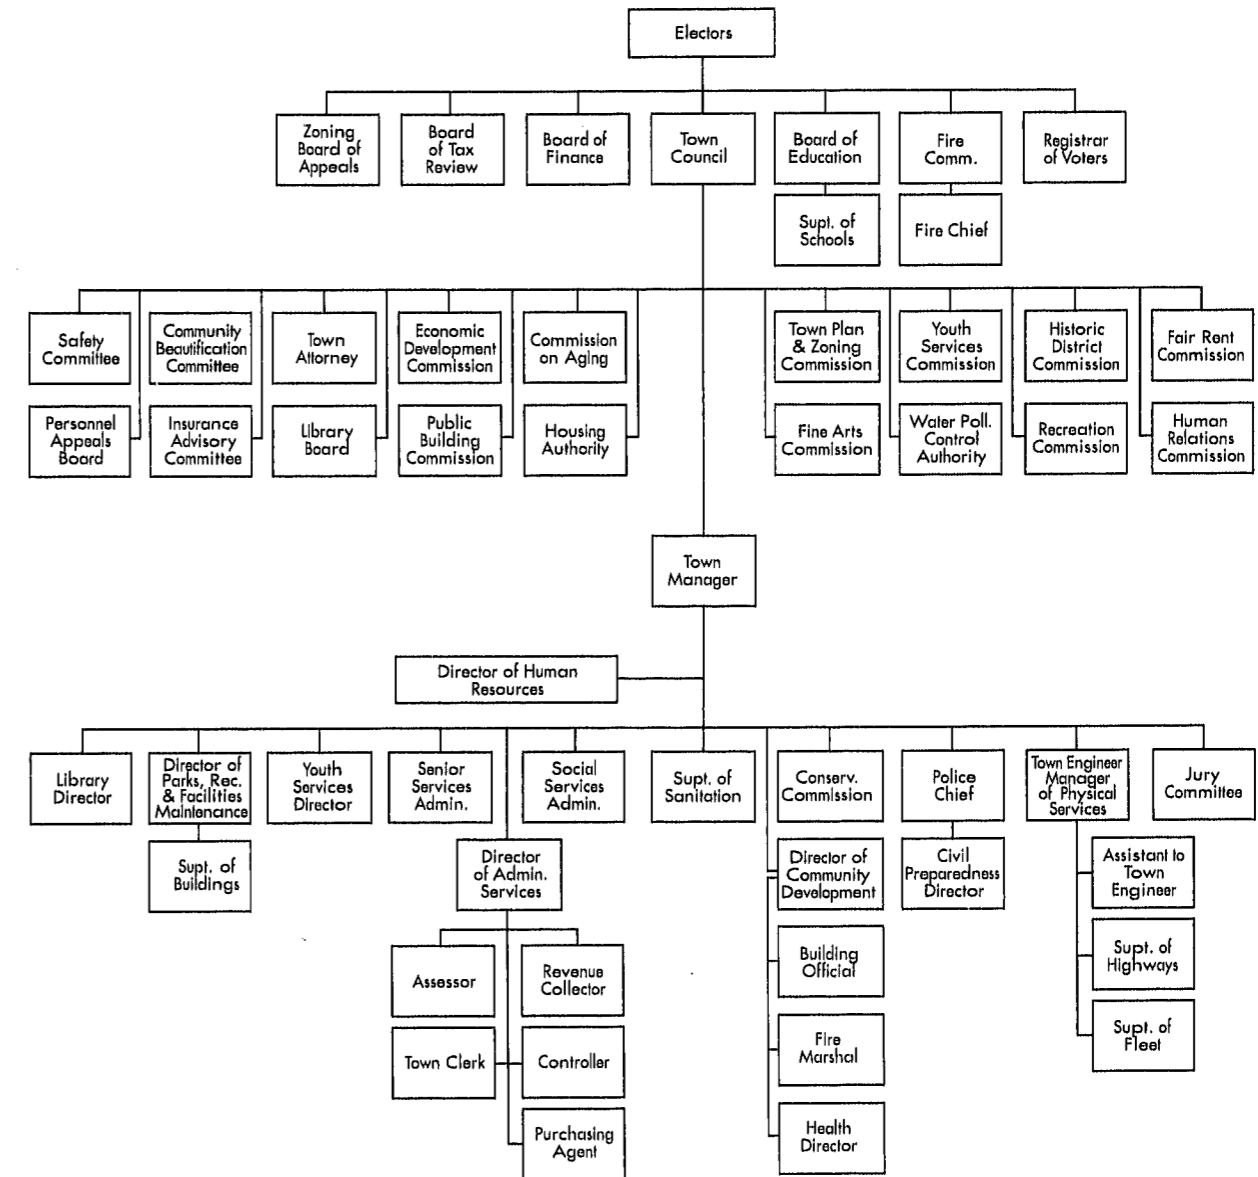 Electors
Zoning
Board of
Appeals
Board
of Tax
Review
Board of
Finance
Town
Council
Board of
Education
Fire
Comm.
Registrar
of Voters
Supt. of
Schools
Fire Chief
Safety
Committee
Community
Beautification
Committee
Town
Attorney
Economic
Development
Commission
Commission
on Aging
Town Plan
& Zoning
Commission
Youth
Services
Commission
Historic
District
Commission
Fair Rent
Commission
Personnel
Appeals
Board
Insurance
Advisory
Committee
Library
Board
Public
Building
Commission
Housing
Authority
Fine Arts
Commission
Water Poll.
Control
Authority
Recreation
Commission
Human
Relations
Commission
Town
Manager
Director of Human
Resources
Library
Director
Director of
Parks, Rec.
& Facilities
Maintenance
Youth
Services
Director
Senior
Services
Admin.
Social
Services
Admin.
Supt. of
Sanitation
Conserv.
Commission
Police
Chief
Town Engineer
Manager
of Physical
Services
Jury
Committee
Supt. of
Buildings
Director
of Admin.
Services
Director of
Community
Development
Civil
Preparedness
Director
Assistant to
Town
Engineer
Assessor
Revenue
Collector
Building
Official
Supt. of
Highways
Town Clerk
Controller
Fire
Marshal
Supt. of
Fleet
Purchasing
Agent
Health
Director